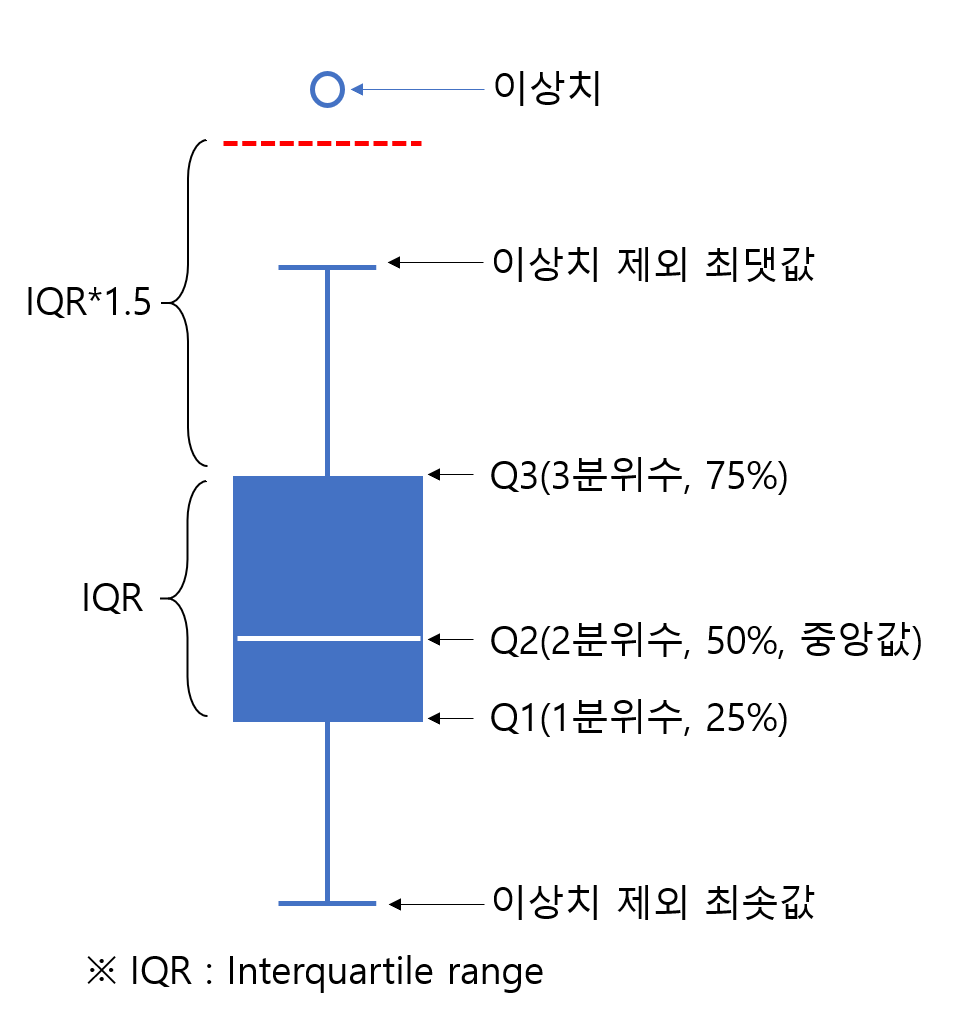 이상치
이상치 제외 최댓값
IQR*1.5
Q3(3분위수, 75%)
IQR
Q2(2분위수, 50%, 중앙값)
Q1(1분위수, 25%)
이상치 제외 최솟값
※ IQR : Interquartile range